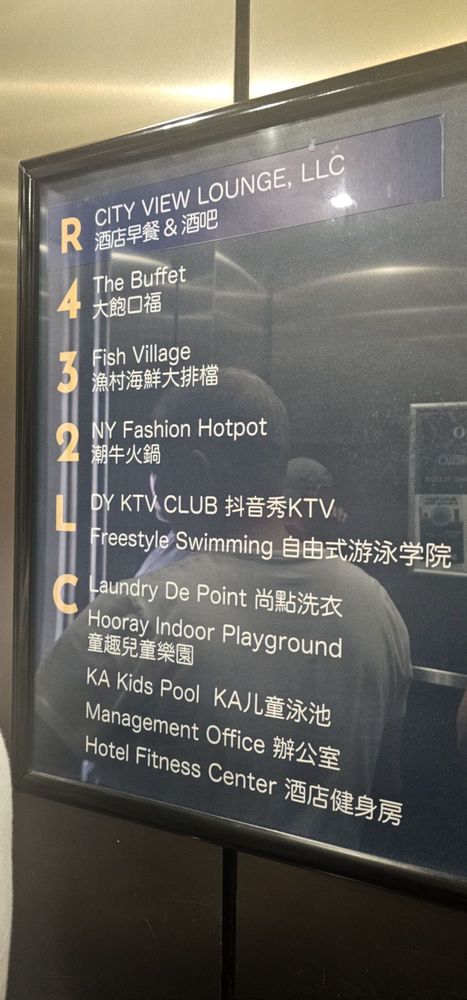 R
CITY VIEW LOUNGE, LLC
酒店早餐 & 酒吧
4
The Buffet
大飽口福
3
Fish Village
漁村海鮮大排檔
2
NY Fashion Hotpot
潮牛火鍋
L
DY KTV CLUB 抖音秀KTV
Freestyle Swimming 自由式游泳学院
C
Laundry De Point 尚點洗衣
Hooray Indoor Playground
童趣兒童樂園
KA Kids Pool KA儿童泳池
Management Office 辦公室
Hotel Fitness Center 酒店健身房